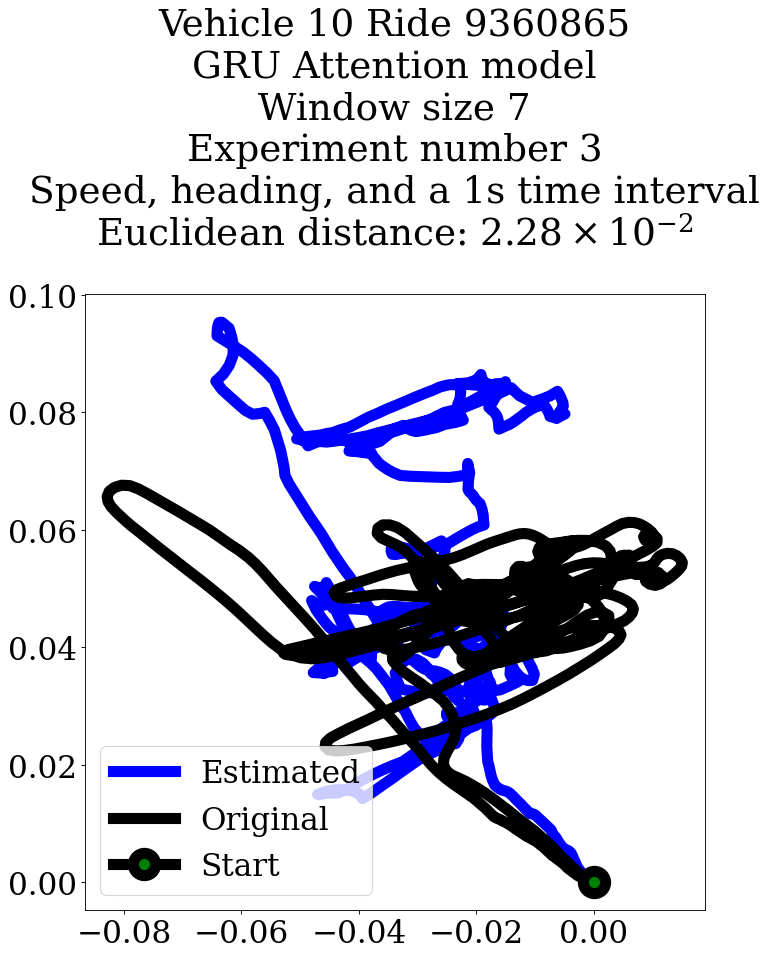 Vehicle 10 Ride 9360865
GRU Attention model
Window size 7
Experiment number 3
Speed, heading, and a 1s time interval
Euclidean distance: 2.28 × 10⁻²
0.10
0.08
0.06
0.04
0.02
0.00
Estimated
Original
Start
−0.08 −0.06 −0.04 −0.02 0.00